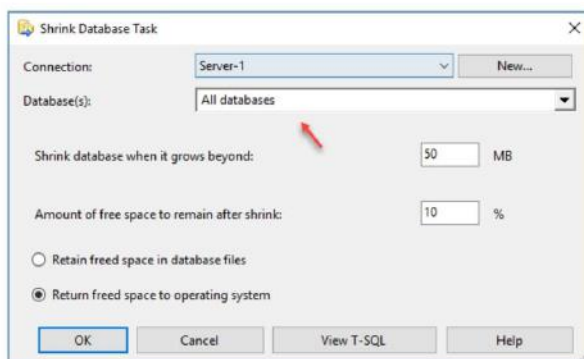 Shrink Database Task
Connection: Server-1 New...
Database(s): All databases
Shrink database when it grows beyond: 50 MB
Amount of free space to remain after shrink: 10 %
Retain freed space in database files
Return freed space to operating system
OK Cancel View T-SQL Help